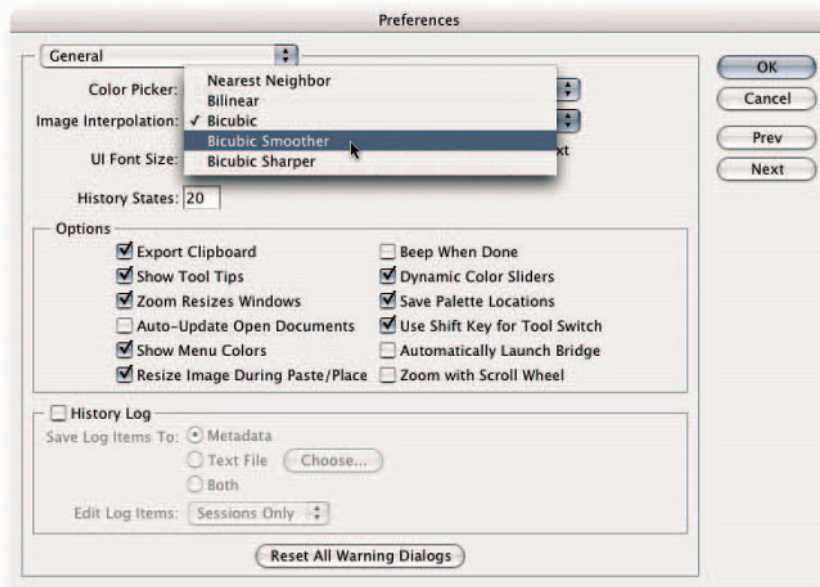 Preferences
General
OK
Color Picker:
Nearest Neighbor
Bilinear
Cancel
Image Interpolation: ✓ Bicubic
Bicubic Smoother
Prev
UI Font Size:
Bicubic Sharper
Next
History States: 20
Options
Export Clipboard
Beep When Done
Show Tool Tips
Dynamic Color Sliders
Zoom Resizes Windows
Save Palette Locations
Auto-Update Open Documents
Use Shift Key for Tool Switch
Show Menu Colors
Automatically Launch Bridge
Resize Image During Paste/Place
Zoom with Scroll Wheel
History Log
Save Log Items To: Metadata
Text File Choose...
Both
Edit Log Items: Sessions Only
Reset All Warning Dialogs